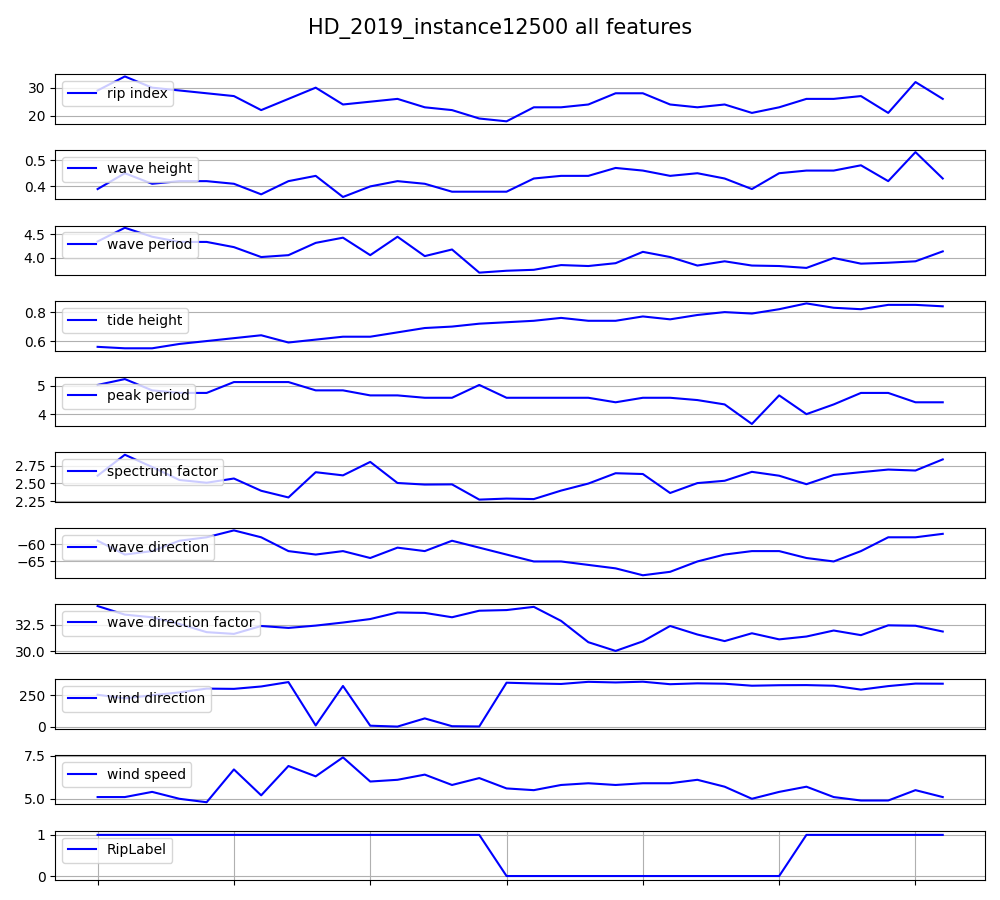 HD_2019_instance12500 all features
30
20
rip index
0.5
0.4
wave height
4.5
4.0
wave period
0.8
0.6
tide height
5
4
peak period
2.75
2.50
2.25
spectrum factor
−60
−65
wave direction
32.5
30.0
wave direction factor
250
0
wind direction
7.5
5.0
wind speed
1
0
RipLabel